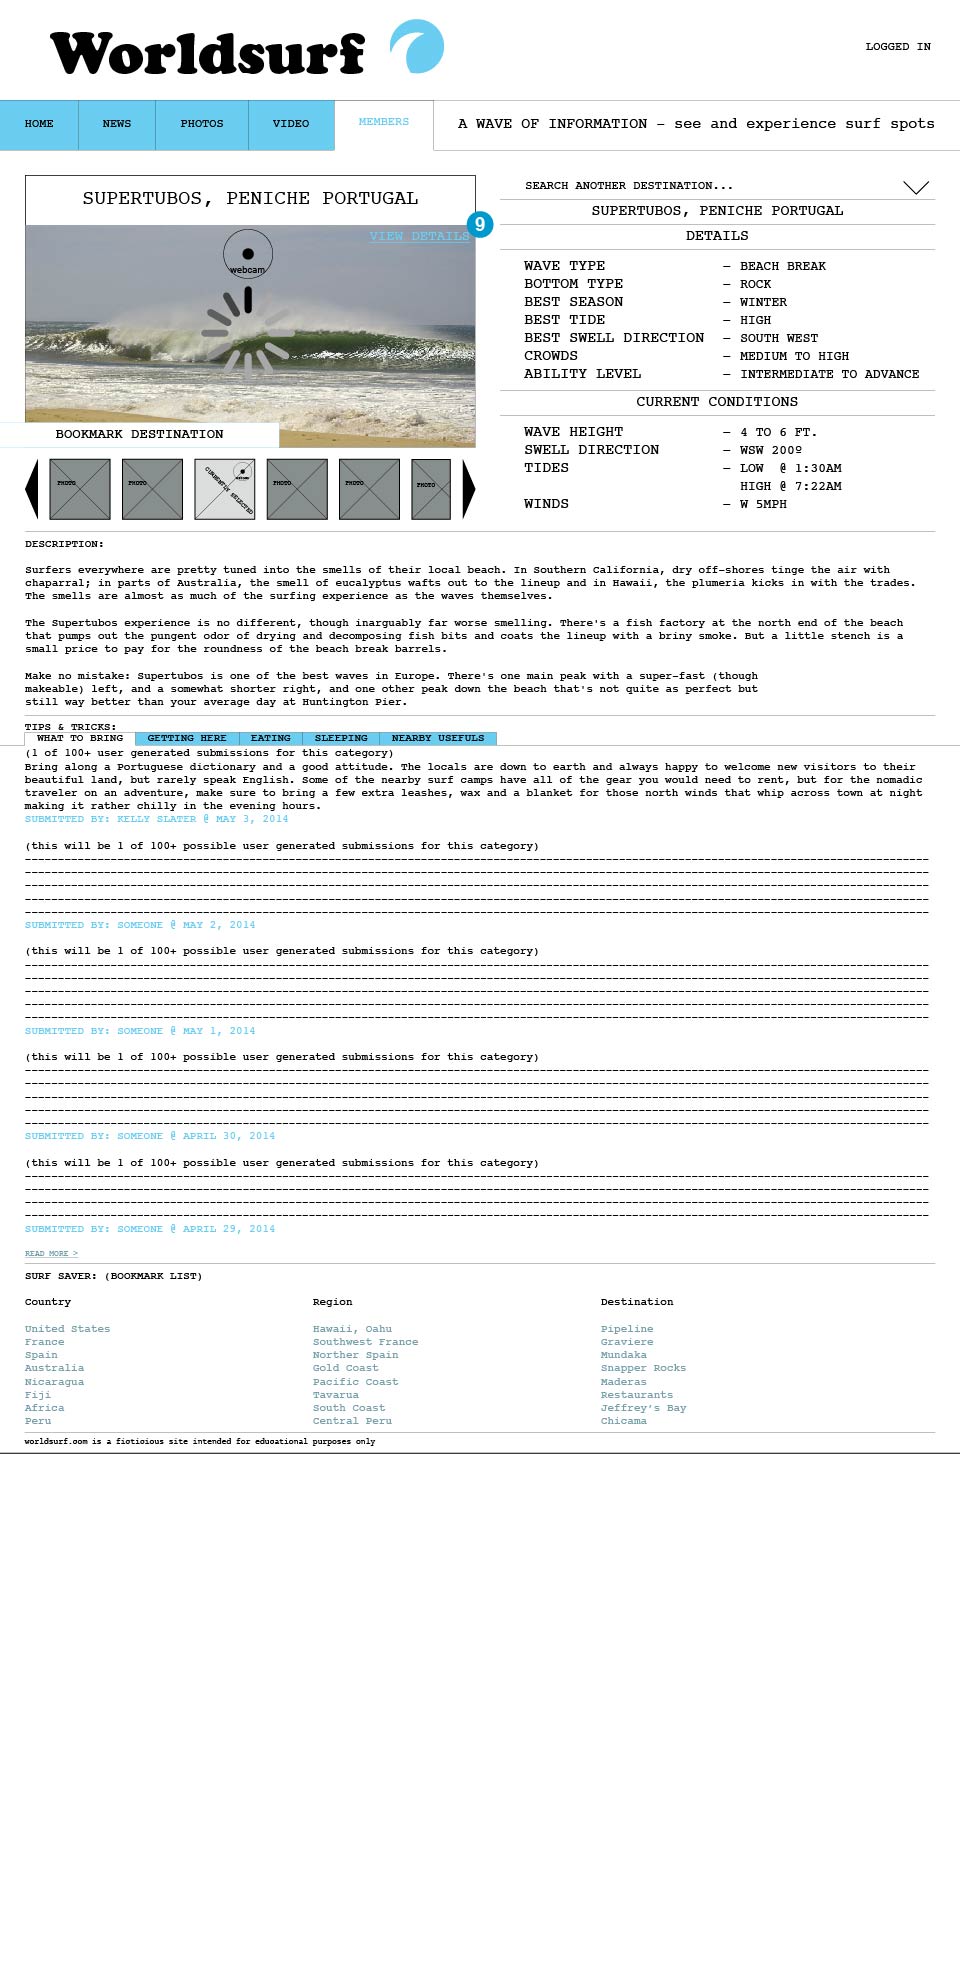 Worldsurf
LOGGED IN
HOME NEWS PHOTOS VIDEO MEMBERS A WAVE OF INFORMATION - see and experience surf spots
SUPERTUBOS, PENICHE PORTUGAL
VIEW DETAILS
9
webcam
BOOKMARK DESTINATION
PHOTO PHOTO CURRENTLY SELECTED PHOTO PHOTO PHOTO
SEARCH ANOTHER DESTINATION...
SUPERTUBOS, PENICHE PORTUGAL
DETAILS
WAVE TYPE - BEACH BREAK
BOTTOM TYPE - ROCK
BEST SEASON - WINTER
BEST TIDE - HIGH
BEST SWELL DIRECTION - SOUTH WEST
CROWDS - MEDIUM TO HIGH
ABILITY LEVEL - INTERMEDIATE TO ADVANCE
CURRENT CONDITIONS
WAVE HEIGHT - 4 TO 6 FT.
SWELL DIRECTION - WSW 200º
TIDES - LOW @ 1:30AM
HIGH @ 7:22AM
WINDS - W 5MPH
DESCRIPTION:
Surfers everywhere are pretty tuned into the smells of their local beach. In Southern California, dry off-shores tinge the air with
chaparral; in parts of Australia, the smell of eucalyptus wafts out to the lineup and in Hawaii, the plumeria kicks in with the trades.
The smells are almost as much of the surfing experience as the waves themselves.
The Supertubos experience is no different, though inarguably far worse smelling. There's a fish factory at the north end of the beach
that pumps out the pungent odor of drying and decomposing fish bits and coats the lineup with a briny smoke. But a little stench is a
small price to pay for the roundness of the beach break barrels.
Make no mistake: Supertubos is one of the best waves in Europe. There's one main peak with a super-fast (though
makeable) left, and a somewhat shorter right, and one other peak down the beach that's not quite as perfect but
still way better than your average day at Huntington Pier.
TIPS & TRICKS:
WHAT TO BRING GETTING HERE EATING SLEEPING NEARBY USEFULS
(1 of 100+ user generated submissions for this category)
Bring along a Portuguese dictionary and a good attitude. The locals are down to earth and always happy to welcome new visitors to their
beautiful land, but rarely speak English. Some of the nearby surf camps have all of the gear you would need to rent, but for the nomadic
traveler on an adventure, make sure to bring a few extra leashes, wax and a blanket for those north winds that whip across town at night
making it rather chilly in the evening hours.
SUBMITTED BY: KELLY SLATER @ MAY 3, 2014
(this will be 1 of 100+ possible user generated submissions for this category)
SUBMITTED BY: SOMEONE @ MAY 2, 2014
(this will be 1 of 100+ possible user generated submissions for this category)
SUBMITTED BY: SOMEONE @ MAY 1, 2014
(this will be 1 of 100+ possible user generated submissions for this category)
SUBMITTED BY: SOMEONE @ APRIL 30, 2014
(this will be 1 of 100+ possible user generated submissions for this category)
SUBMITTED BY: SOMEONE @ APRIL 29, 2014
READ MORE >
SURF SAVER: (BOOKMARK LIST)
Country Region Destination
United States Hawaii, Oahu Pipeline
France Southwest France Graviere
Spain Norther Spain Mundaka
Australia Gold Coast Snapper Rocks
Nicaragua Pacific Coast Maderas
Fiji Tavarua Restaurants
Africa South Coast Jeffrey's Bay
Peru Central Peru Chicama
worldsurf.com is a ficticious site intended for educational purposes only